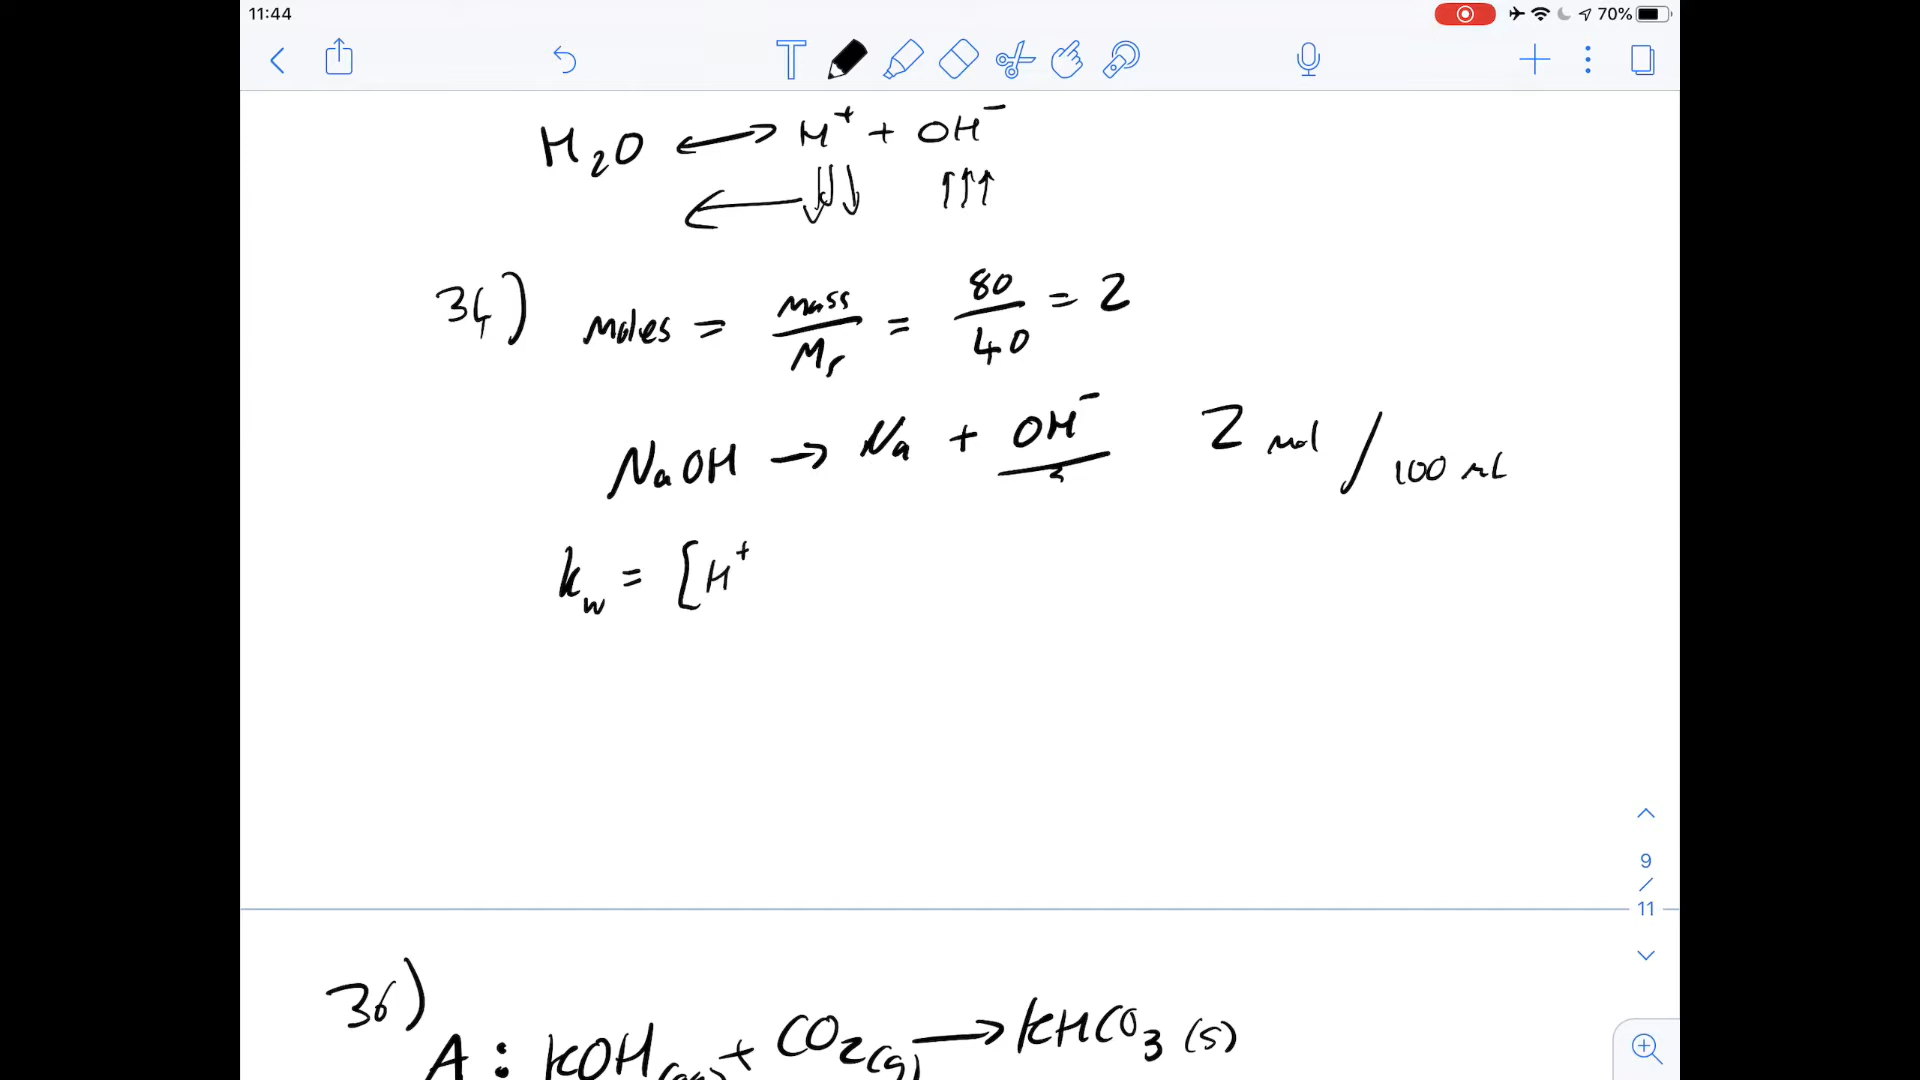 11:44
70%
T
H₂O ⟷ H⁺ + OH⁻
← ↓↓↓ ↑↑↑
34) moles = mass/Mr = 80/40 = 2
NaOH → Na + OH⁻ 2 mol / 100 mL
kw = [H⁺
9
/
11
36)
A: KOH(aq) + CO₂(g) → KHCO₃ (s)